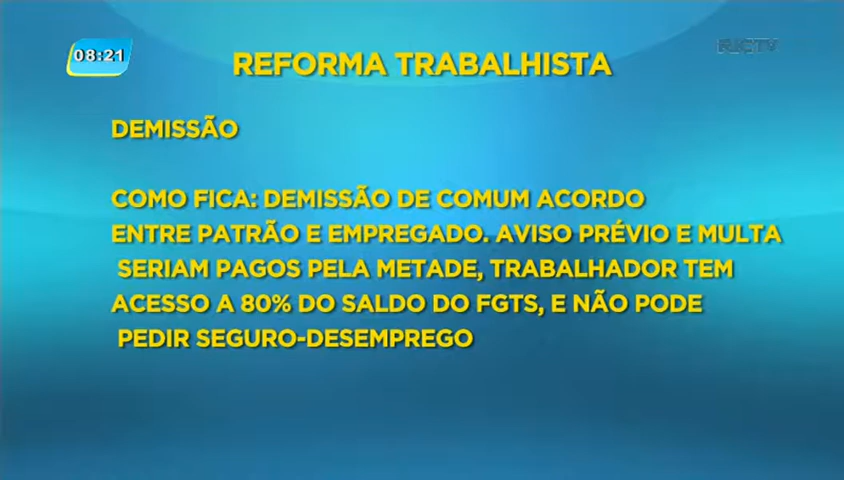 08:21
RICTV
REFORMA TRABALHISTA
DEMISSÃO
COMO FICA: DEMISSÃO DE COMUM ACORDO
ENTRE PATRÃO E EMPREGADO. AVISO PRÉVIO E MULTA
SERIAM PAGOS PELA METADE, TRABALHADOR TEM
ACESSO A 80% DO SALDO DO FGTS, E NÃO PODE
PEDIR SEGURO-DESEMPREGO